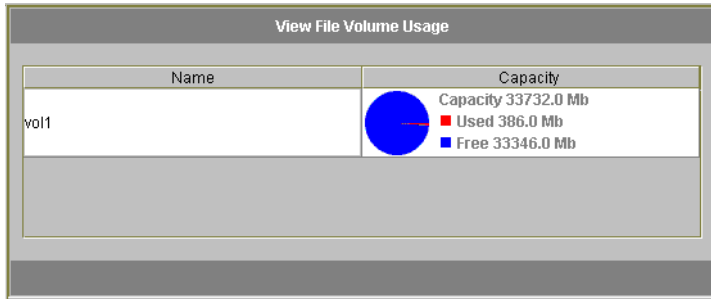 View File Volume Usage
Name Capacity
vol1
Capacity 33732.0 Mb
Used 386.0 Mb
Free 33346.0 Mb